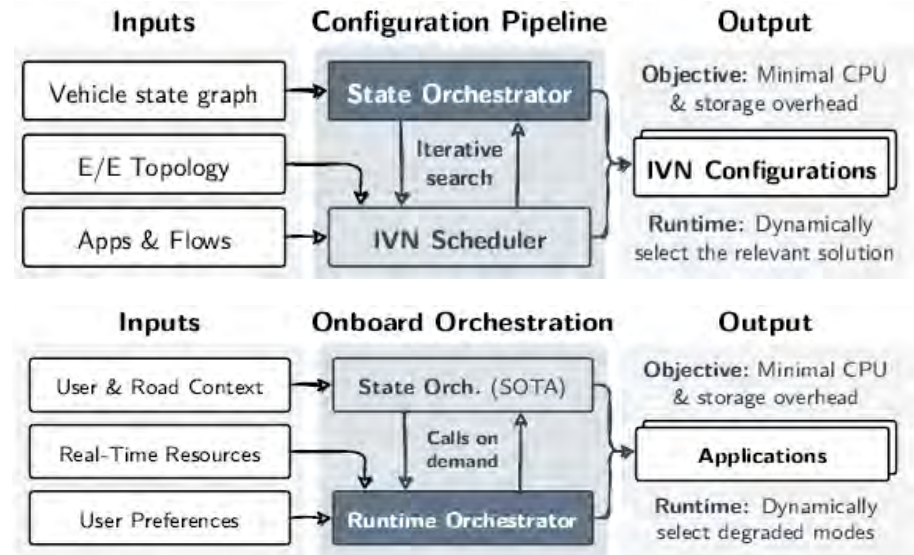 Inputs
Configuration Pipeline
Output
Vehicle state graph
State Orchestrator
Objective: Minimal CPU
& storage overhead
E/E Topology
Iterative
search
IVN Configurations
Apps & Flows
IVN Scheduler
Runtime: Dynamically
select the relevant solution
Inputs
Onboard Orchestration
Output
User & Road Context
State Orch. (SOTA)
Objective: Minimal CPU
& storage overhead
Real-Time Resources
Calls on
demand
Applications
User Preferences
Runtime Orchestrator
Runtime: Dynamically
select degraded modes